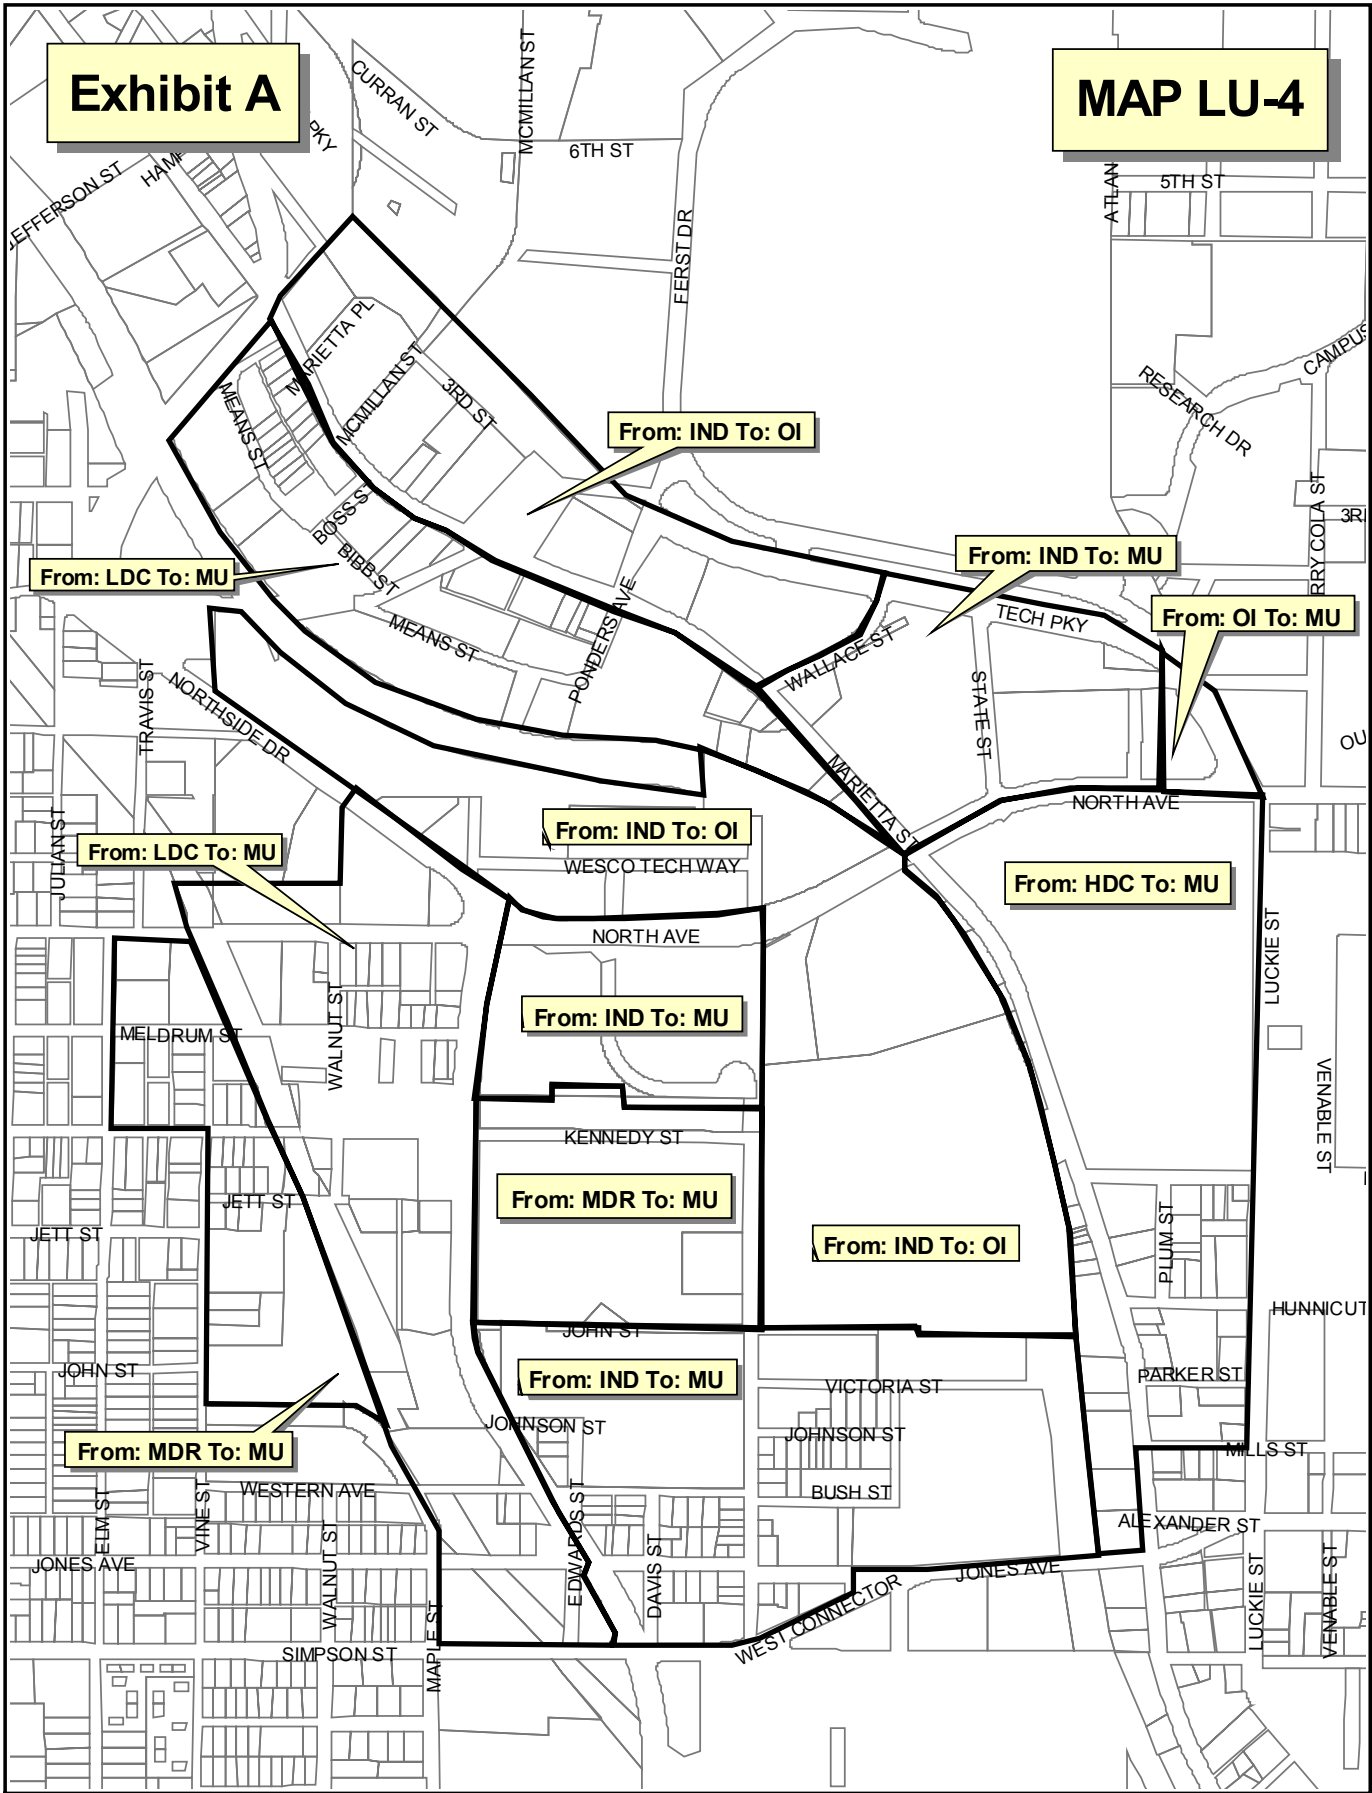 Exhibit A
MAP LU-4
CURRAN ST
MCMILLAN ST
PKY
6TH ST
JEFFERSON ST
5TH ST
FERST DR
MARIETTA PL
MCMILLAN ST
3RD ST
MEANS ST
CAMPUS
RESEARCH DR
From: IND To: OI
BOSS S
BIBB ST
From: LDC To: MU
From: IND To: MU
From: OI To: MU
TECH PKY
MEANS ST
PONDERS AVE
WALLACE ST
STATE ST
TRAVIS ST
NORTHSIDE DR
MARIETTA ST
NORTH AVE
From: IND To: OI
WESCO TECH WAY
JULIAN ST
From: LDC To: MU
From: HDC To: MU
NORTH AVE
LUCKIE ST
WALNUT ST
From: IND To: MU
MELDRUM ST
VENABLE ST
KENNEDY ST
From: MDR To: MU
JETT ST
JETT ST
PLUM ST
From: IND To: OI
HUNNICUT
JOHN ST
JOHN ST
From: IND To: MU
VICTORIA ST
PARKER ST
JOHNSON ST
JOHNSON ST
From: MDR To: MU
MILLS ST
WESTERN AVE
BUSH ST
ELM ST
VINE ST
WALNUT ST
ALEXANDER ST
JONES AVE
EDWARDS ST
DAVIS ST
JONES AVE
WEST CONNECTOR
LUCKIE ST
VENABLE ST
SIMPSON ST
MAPLE ST